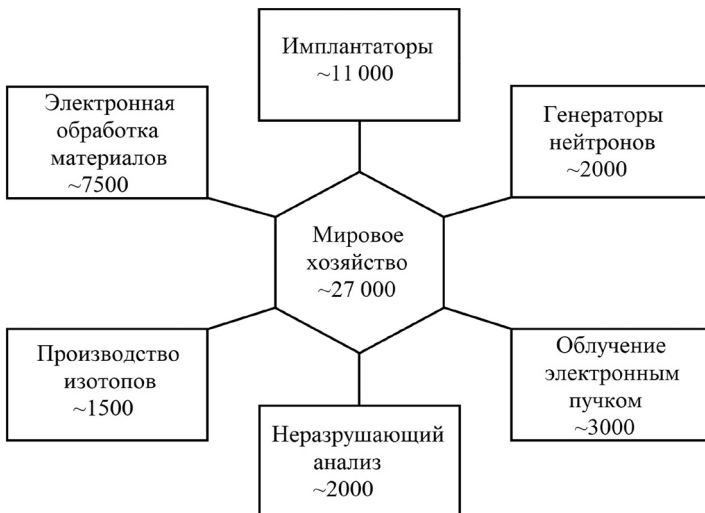 Имплантаторы
~11 000
Электронная
обработка
материалов
~7500
Генераторы
нейтронов
~2000
Мировое
хозяйство
~27 000
Производство
изотопов
~1500
Облучение
электронным
пучком
~3000
Неразрушающий
анализ
~2000